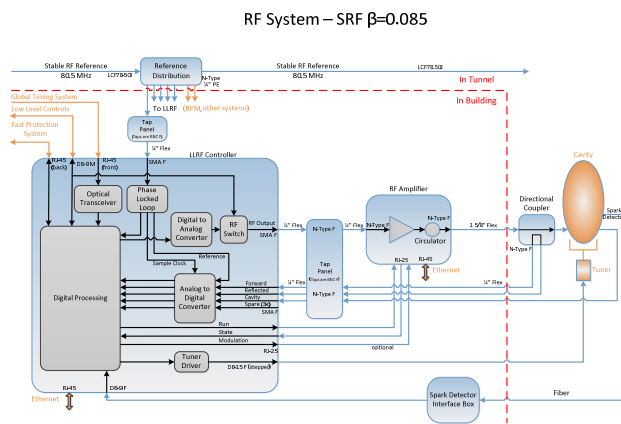 RF System – SRF β=0.085
Stable RF Reference
80.5 MHz
LCF78-50J
Reference
Distribution
N-Type
¼" PE
Stable RF Reference
80.5 MHz
LCF78-50J
In Tunnel
In Building
Global Timing System
Low Level Controls
Fast Protection
System
To LLRF
(BPM, other systems)
Tap
Panel
¼" Flex
SMA F
RJ-45
(back)
DB-9M
RJ-45
(front)
LLRF Controller
Optical
Transceiver
Phase
Locked
Loop
Digital to
Analog
Converter
RF
Switch
RF Output
SMA F
Reference
Sample Clock
Digital Processing
Analog to
Digital
Converter
Forward
Reflected
Cavity
Spare (3x)
SMA F
Run
State
Modulation
RJ-25
Tuner
Driver
DB-15 F (stepper)
RJ-45
DB-9F
Ethernet
¼" Flex
N-Type F
Tap
Panel
N-Type F
¼" Flex
¼" Flex
RF Amplifier
N-Type F
N-Type F
Circulator
RJ-25
RJ-45
Ethernet
optional
1 5/8" Flex
Directional
Coupler
N-Type F
¼" Flex
Cavity
Spark
Detector
Tuner
Spark Detector
Interface Box
Fiber